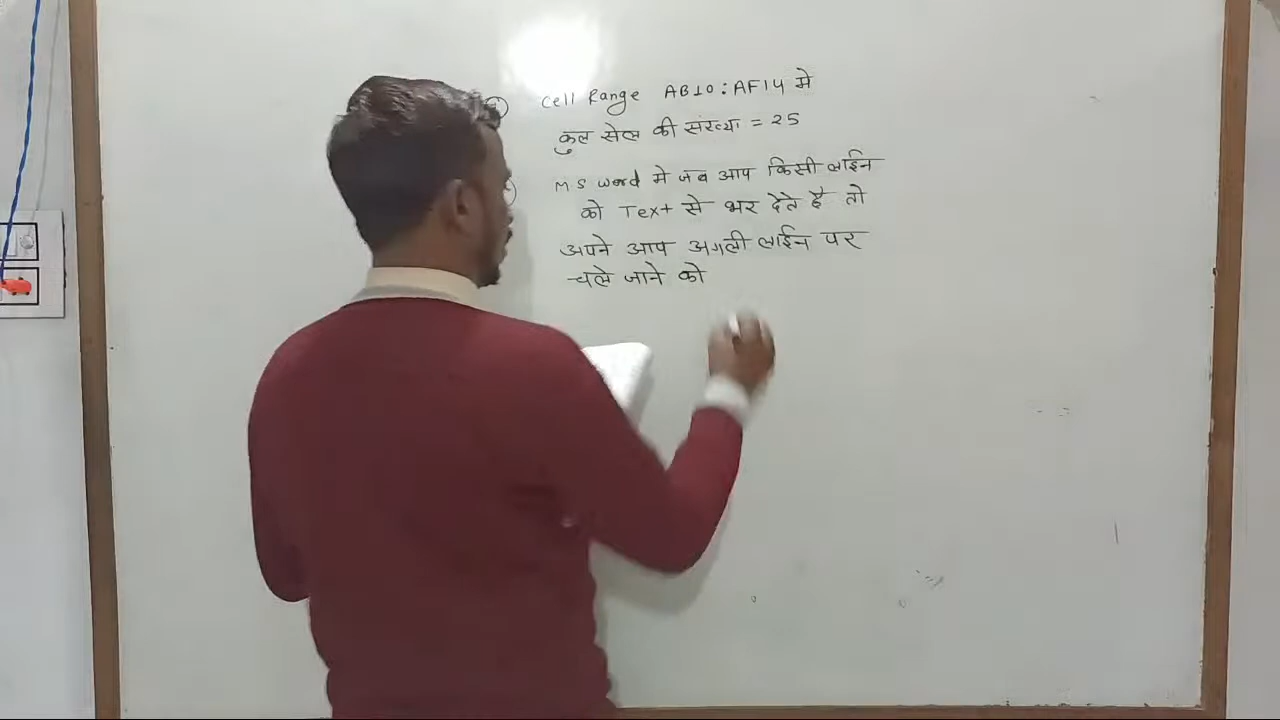 Cell Range AB10:AF14 मे
कुल सेल की संख्या = 25
MS Word मे जब आप किसी लाईन
को Text से भर देते है तो
अपने आप अगली लाईन पर
चले जाने को